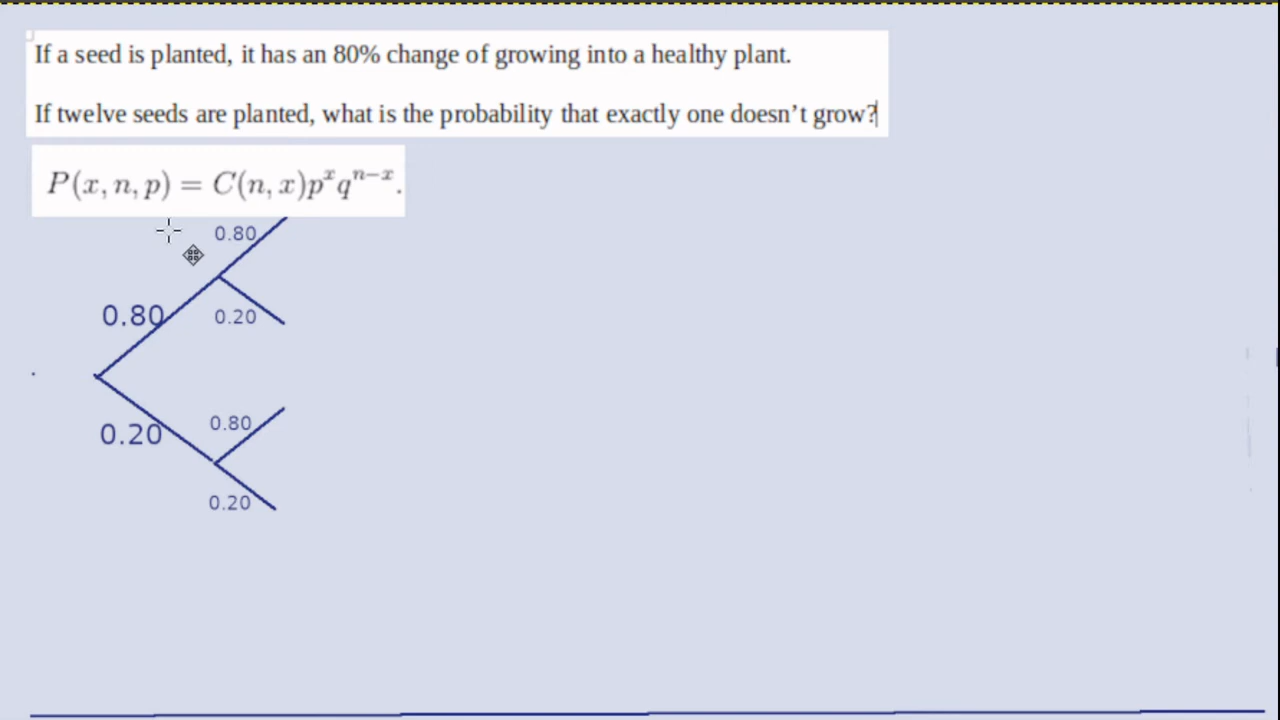 If a seed is planted, it has an 80% change of growing into a healthy plant.
If twelve seeds are planted, what is the probability that exactly one doesn’t grow?
P(x, n, p) = C(n, x)pˣqⁿ⁻ˣ.
0.80
0.80
0.20
0.20
0.80
0.20